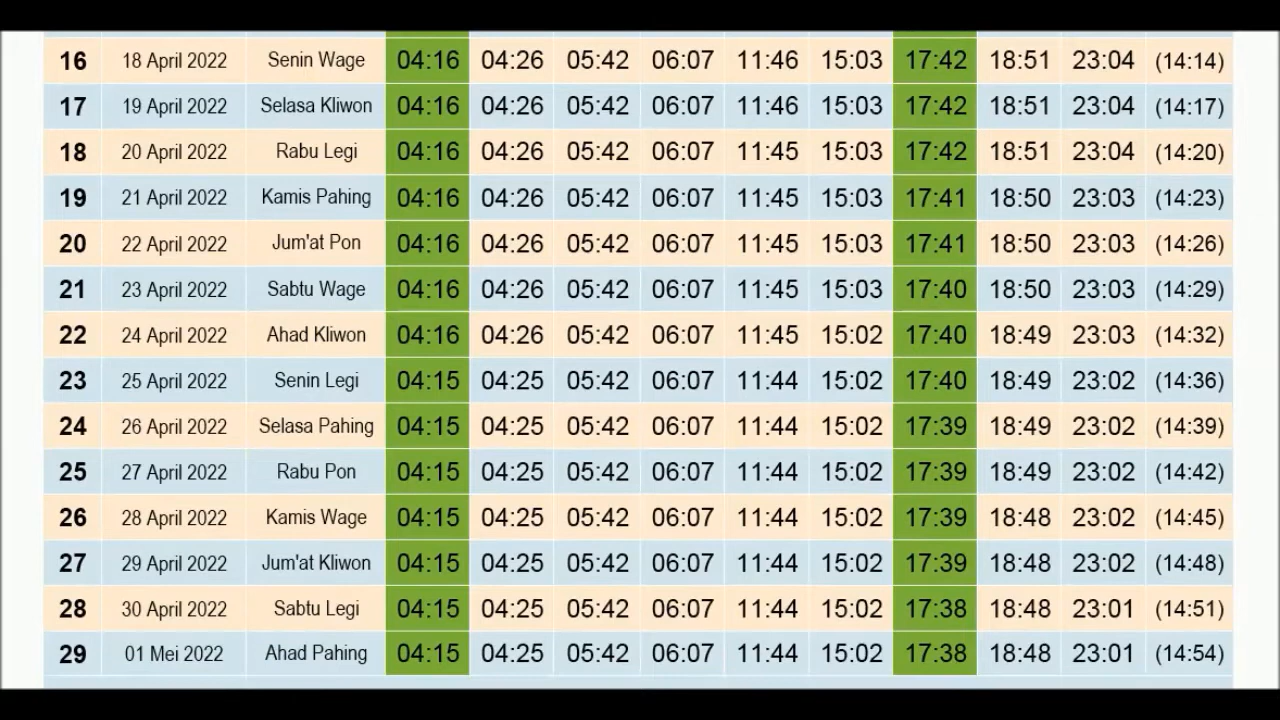 16 18 April 2022 Senin Wage 04:16 04:26 05:42 06:07 11:46 15:03 17:42 18:51 23:04 (14:14)
17 19 April 2022 Selasa Kliwon 04:16 04:26 05:42 06:07 11:46 15:03 17:42 18:51 23:04 (14:17)
18 20 April 2022 Rabu Legi 04:16 04:26 05:42 06:07 11:45 15:03 17:42 18:51 23:04 (14:20)
19 21 April 2022 Kamis Pahing 04:16 04:26 05:42 06:07 11:45 15:03 17:41 18:50 23:03 (14:23)
20 22 April 2022 Jum'at Pon 04:16 04:26 05:42 06:07 11:45 15:03 17:41 18:50 23:03 (14:26)
21 23 April 2022 Sabtu Wage 04:16 04:26 05:42 06:07 11:45 15:03 17:40 18:50 23:03 (14:29)
22 24 April 2022 Ahad Kliwon 04:16 04:26 05:42 06:07 11:45 15:02 17:40 18:49 23:03 (14:32)
23 25 April 2022 Senin Legi 04:15 04:25 05:42 06:07 11:44 15:02 17:40 18:49 23:02 (14:36)
24 26 April 2022 Selasa Pahing 04:15 04:25 05:42 06:07 11:44 15:02 17:39 18:49 23:02 (14:39)
25 27 April 2022 Rabu Pon 04:15 04:25 05:42 06:07 11:44 15:02 17:39 18:49 23:02 (14:42)
26 28 April 2022 Kamis Wage 04:15 04:25 05:42 06:07 11:44 15:02 17:39 18:48 23:02 (14:45)
27 29 April 2022 Jum'at Kliwon 04:15 04:25 05:42 06:07 11:44 15:02 17:39 18:48 23:02 (14:48)
28 30 April 2022 Sabtu Legi 04:15 04:25 05:42 06:07 11:44 15:02 17:38 18:48 23:01 (14:51)
29 01 Mei 2022 Ahad Pahing 04:15 04:25 05:42 06:07 11:44 15:02 17:38 18:48 23:01 (14:54)